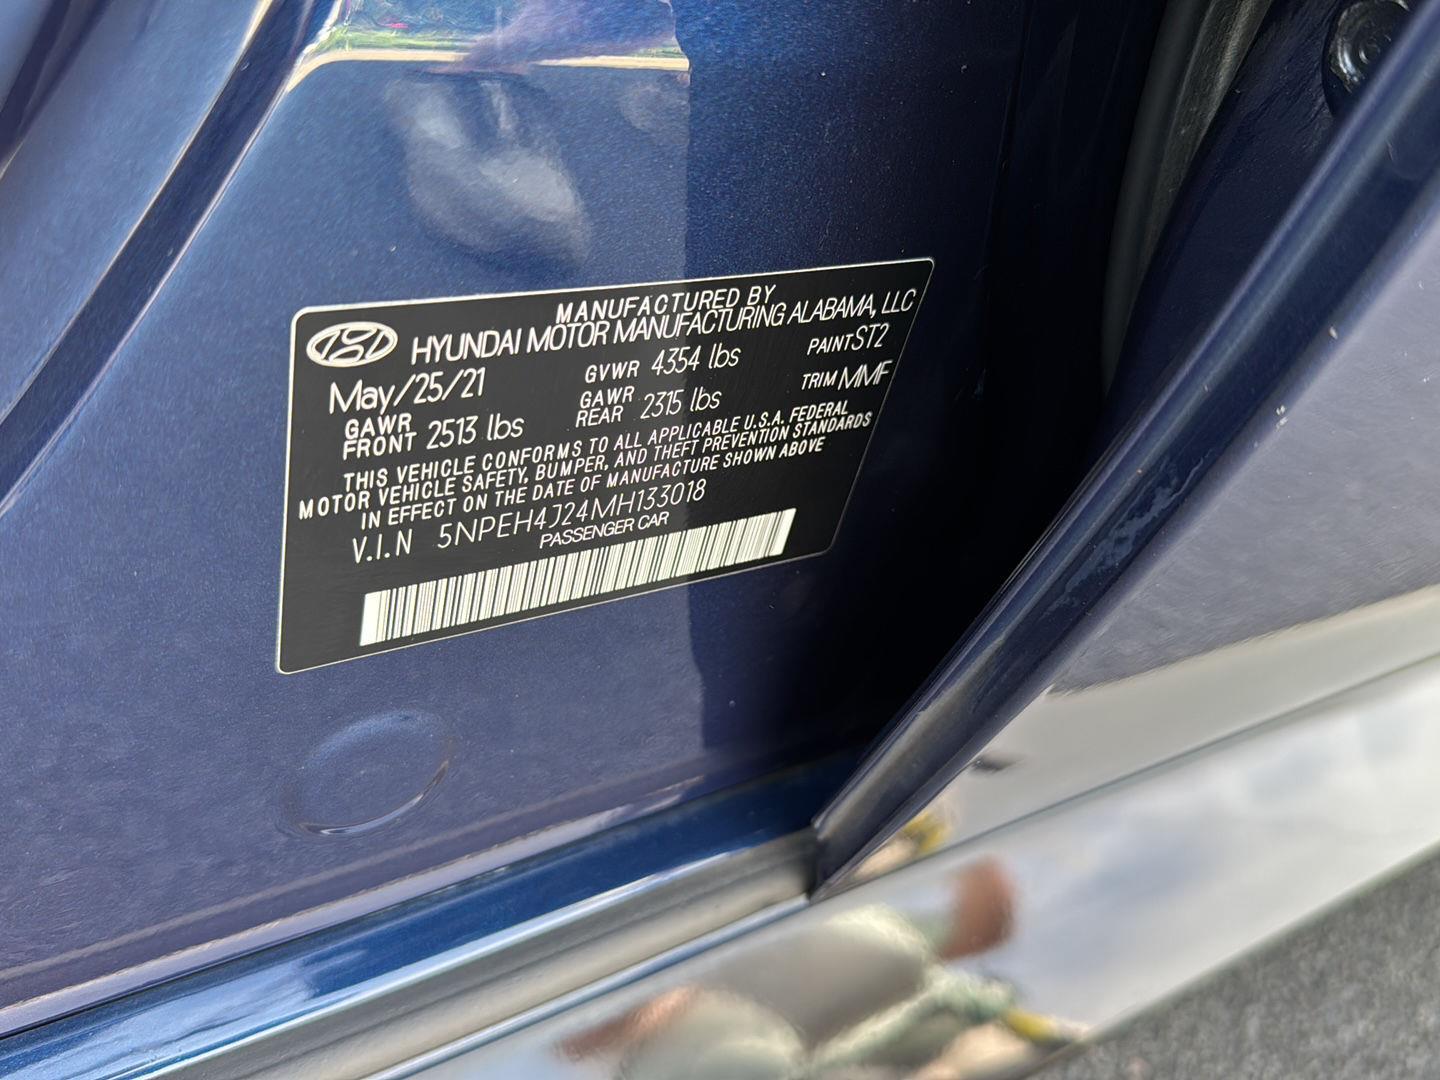 MANUFACTURED BY
HYUNDAI MOTOR MANUFACTURING ALABAMA, LLC
May/25/21 GVWR 4354 lbs PAINT ST2
GAWR FRONT 2513 lbs GAWR REAR 2315 lbs TRIM MMF
THIS VEHICLE CONFORMS TO ALL APPLICABLE U.S.A. FEDERAL
MOTOR VEHICLE SAFETY, BUMPER, AND THEFT PREVENTION STANDARDS
IN EFFECT ON THE DATE OF MANUFACTURE SHOWN ABOVE
V.I.N 5NPEH4J24MH133018
PASSENGER CAR